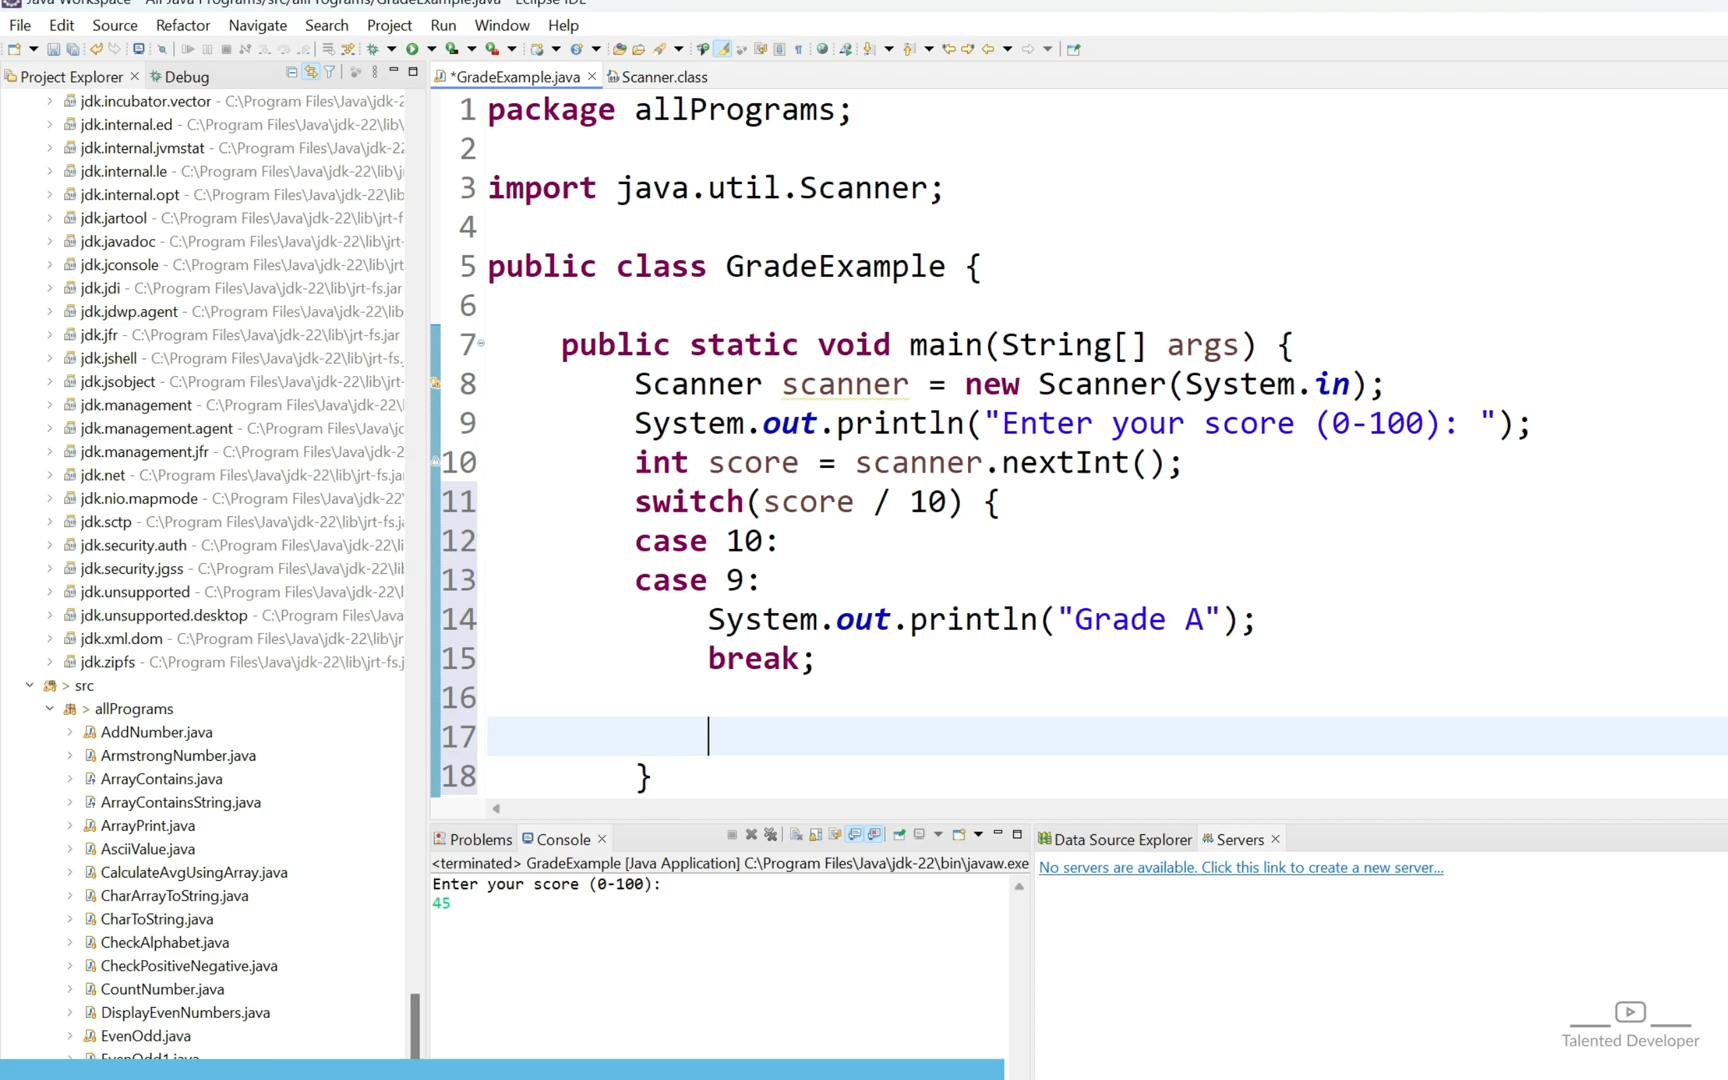 Java Workspace - All Java Programs/src/allPrograms/GradeExample.java - Eclipse IDE
File Edit Source Refactor Navigate Search Project Run Window Help
Project Explorer
Debug
*GradeExample.java
Scanner.class
jdk.incubator.vector - C:\Program Files\Java\jdk-2
jdk.internal.ed - C:\Program Files\Java\jdk-22\lib\
jdk.internal.jvmstat - C:\Program Files\Java\jdk-22
jdk.internal.le - C:\Program Files\Java\jdk-22\lib\j
jdk.internal.opt - C:\Program Files\Java\jdk-22\lib
jdk.jartool - C:\Program Files\Java\jdk-22\lib\jrt-f
jdk.javadoc - C:\Program Files\Java\jdk-22\lib\jrt-
jdk.jconsole - C:\Program Files\Java\jdk-22\lib\jrt
jdk.jdi - C:\Program Files\Java\jdk-22\lib\jrt-fs.jar
jdk.jdwp.agent - C:\Program Files\Java\jdk-22\lib
jdk.jfr - C:\Program Files\Java\jdk-22\lib\jrt-fs.jar
jdk.jshell - C:\Program Files\Java\jdk-22\lib\jrt-fs.
jdk.jsobject - C:\Program Files\Java\jdk-22\lib\jrt-
jdk.management - C:\Program Files\Java\jdk-22\l
jdk.management.agent - C:\Program Files\Java\jdk
jdk.management.jfr - C:\Program Files\Java\jdk-22
jdk.net - C:\Program Files\Java\jdk-22\lib\jrt-fs.ja
jdk.nio.mapmode - C:\Program Files\Java\jdk-22\
jdk.sctp - C:\Program Files\Java\jdk-22\lib\jrt-fs.j
jdk.security.auth - C:\Program Files\Java\jdk-22\li
jdk.security.jgss - C:\Program Files\Java\jdk-22\lib
jdk.unsupported - C:\Program Files\Java\jdk-22\li
jdk.unsupported.desktop - C:\Program Files\Java\
jdk.xml.dom - C:\Program Files\Java\jdk-22\lib\jr
jdk.zipfs - C:\Program Files\Java\jdk-22\lib\jrt-fs.j
> src
> allPrograms
AddNumber.java
ArmstrongNumber.java
ArrayContains.java
ArrayContainsString.java
ArrayPrint.java
AsciiValue.java
CalculateAvgUsingArray.java
CharArrayToString.java
CharToString.java
CheckAlphabet.java
CheckPositiveNegative.java
CountNumber.java
DisplayEvenNumbers.java
EvenOdd.java
EvenOdd1.java
1 package allPrograms;
2
3 import java.util.Scanner;
4
5 public class GradeExample {
6
7 public static void main(String[] args) {
8 Scanner scanner = new Scanner(System.in);
9 System.out.println("Enter your score (0-100): ");
10 int score = scanner.nextInt();
11 switch(score / 10) {
12 case 10:
13 case 9:
14 System.out.println("Grade A");
15 break;
16
17
18 }
Problems
Console
<terminated> GradeExample [Java Application] C:\Program Files\Java\jdk-22\bin\javaw.exe
Enter your score (0-100):
45
Data Source Explorer
Servers
No servers are available. Click this link to create a new server...
Talented Developer